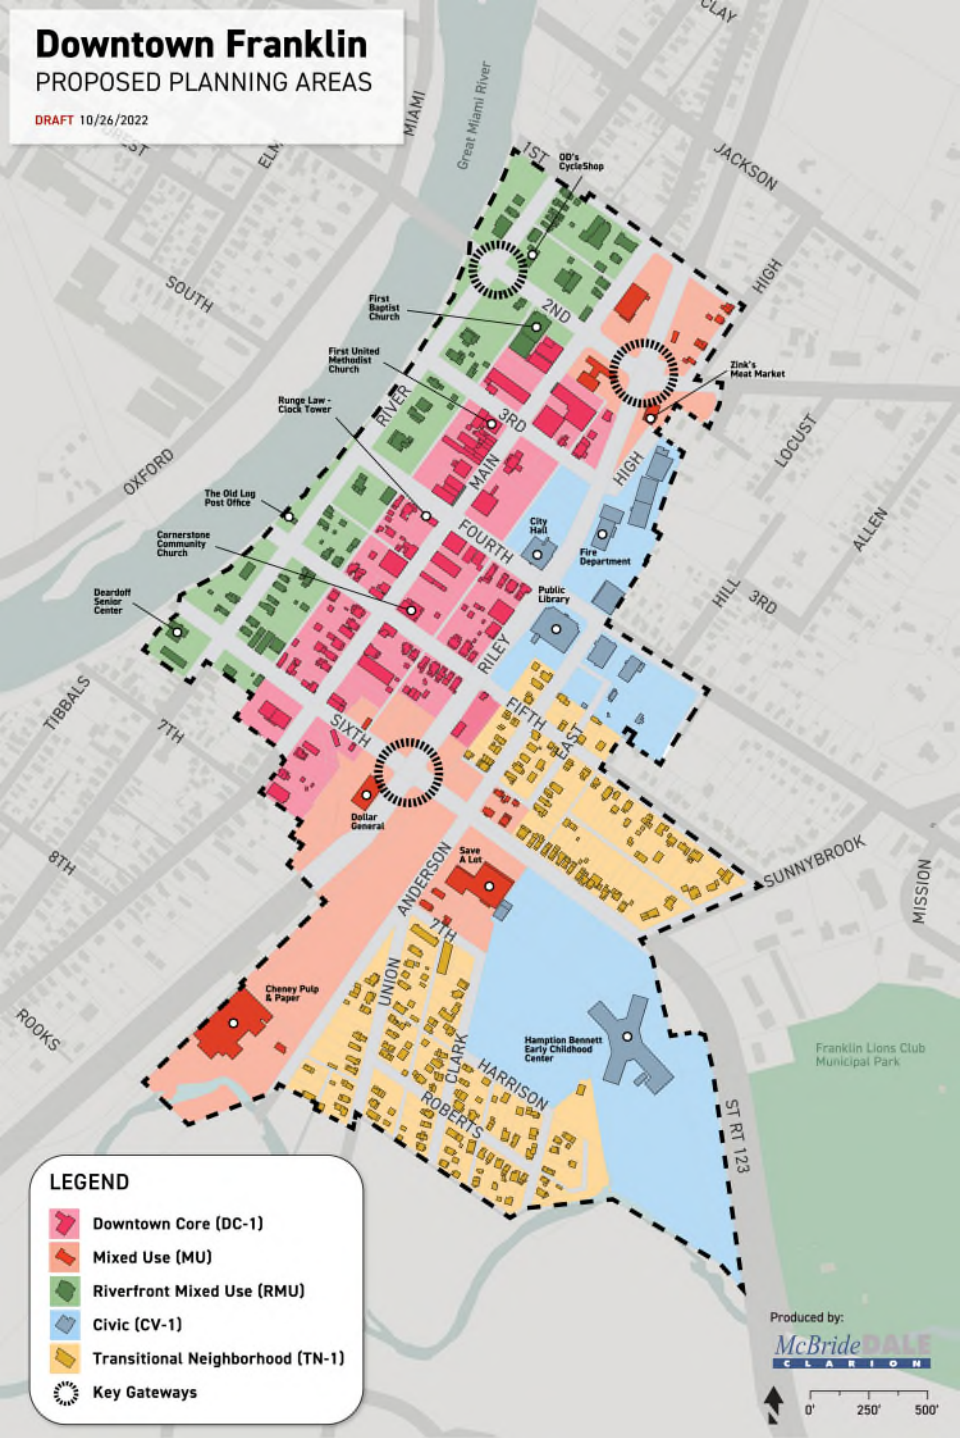 Downtown Franklin
PROPOSED PLANNING AREAS
DRAFT 10/26/2022
CLAY
MIAMI
ELM
Great Miami River
1ST
OD's
CycleShop
JACKSON
HIGH
SOUTH
First
Baptist
Church
2ND
First United
Methodist
Church
Zink's
Meat Market
Runge Law -
Clock Tower
RIVER
3RD
LOCUST
OXFORD
MAIN
HIGH
The Old Log
Post Office
Cornerstone
Community
Church
FOURTH
City
Hall
Fire
Department
ALLEN
Deardoff
Senior
Center
Public
Library
HILL
3RD
RILEY
TIBBALS
7TH
SIXTH
FIFTH
EAST
Dollar
General
8TH
Save
A Lot
ANDERSON
SUNNYBROOK
MISSION
7TH
UNION
Cheney Pulp
& Paper
ROOKS
CLARK
HARRISON
ROBERTS
Hamption Bennett
Early Childhood
Center
Franklin Lions Club
Municipal Park
ST RT 123
LEGEND
Downtown Core (DC-1)
Mixed Use (MU)
Riverfront Mixed Use (RMU)
Civic (CV-1)
Transitional Neighborhood (TN-1)
Key Gateways
Produced by:
McBrideDALE
CLARION
0' 250' 500'